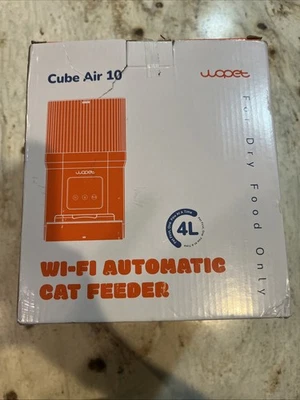 Cube Air 10
wopet
For Dry Food Only
wopet
4L
WI-FI AUTOMATIC
CAT FEEDER